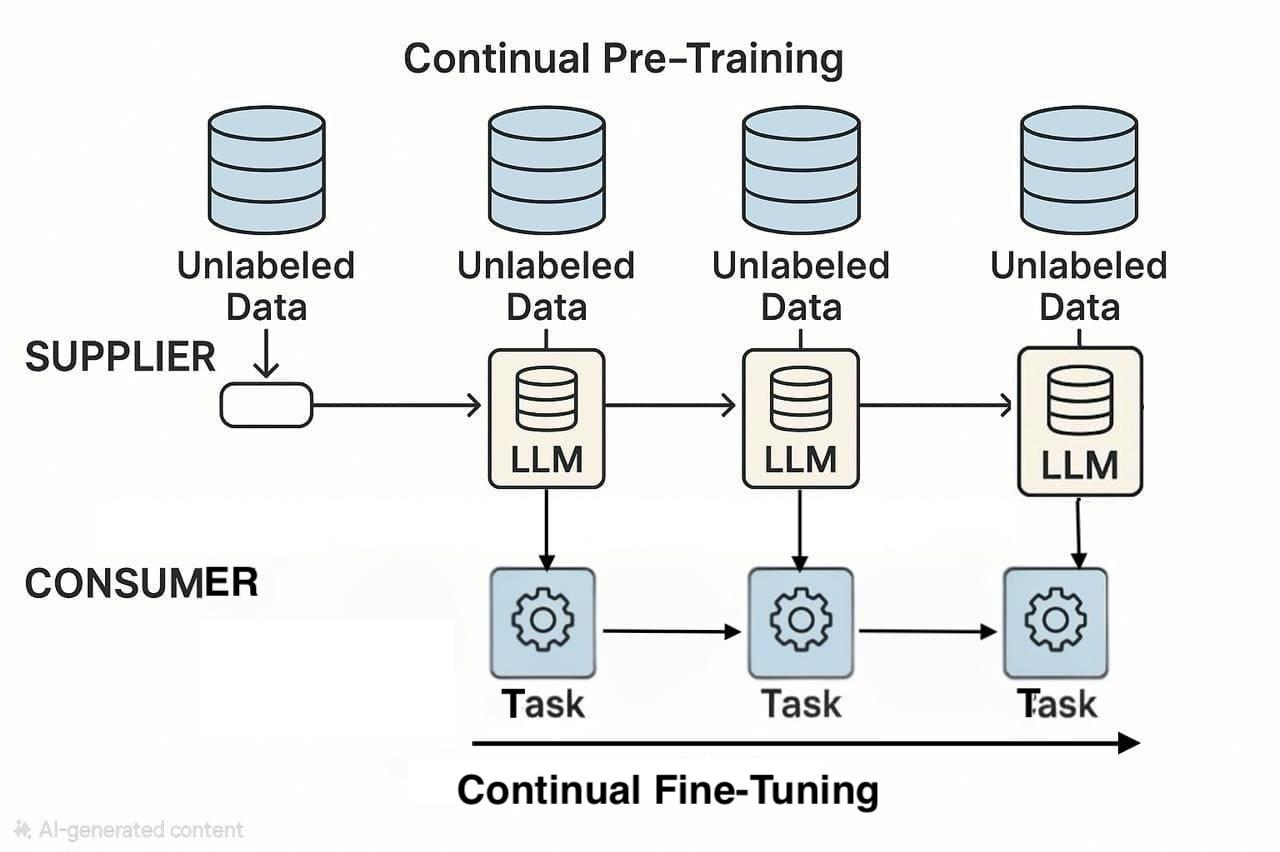 Continual Pre–Training
Unlabeled
Data
Unlabeled
Data
Unlabeled
Data
Unlabeled
Data
SUPPLIER
LLM
LLM
LLM
CONSUMER
Task
Task
Task
Continual Fine-Tuning
AI-generated content